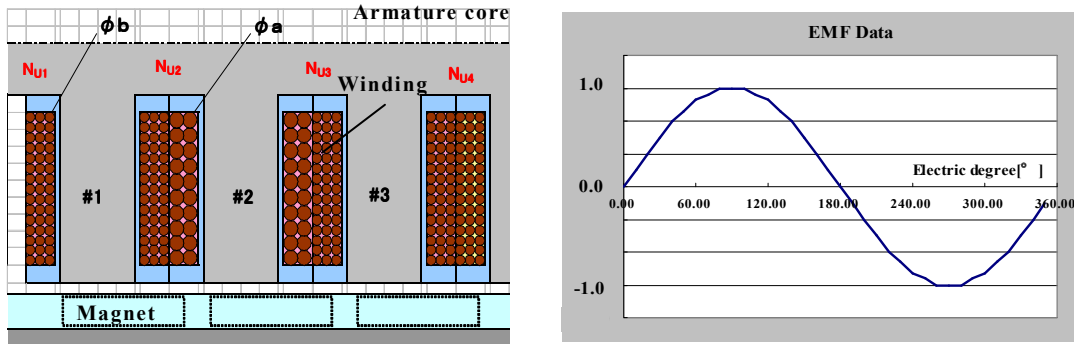 Armature core
φb
φa
NU1
NU2
NU3
NU4
Winding
#1
#2
#3
Magnet
EMF Data
1.0
Electric degree[° ]
0.0
0.00
60.00
120.00
180.00
240.00
300.00
360.00
-1.0